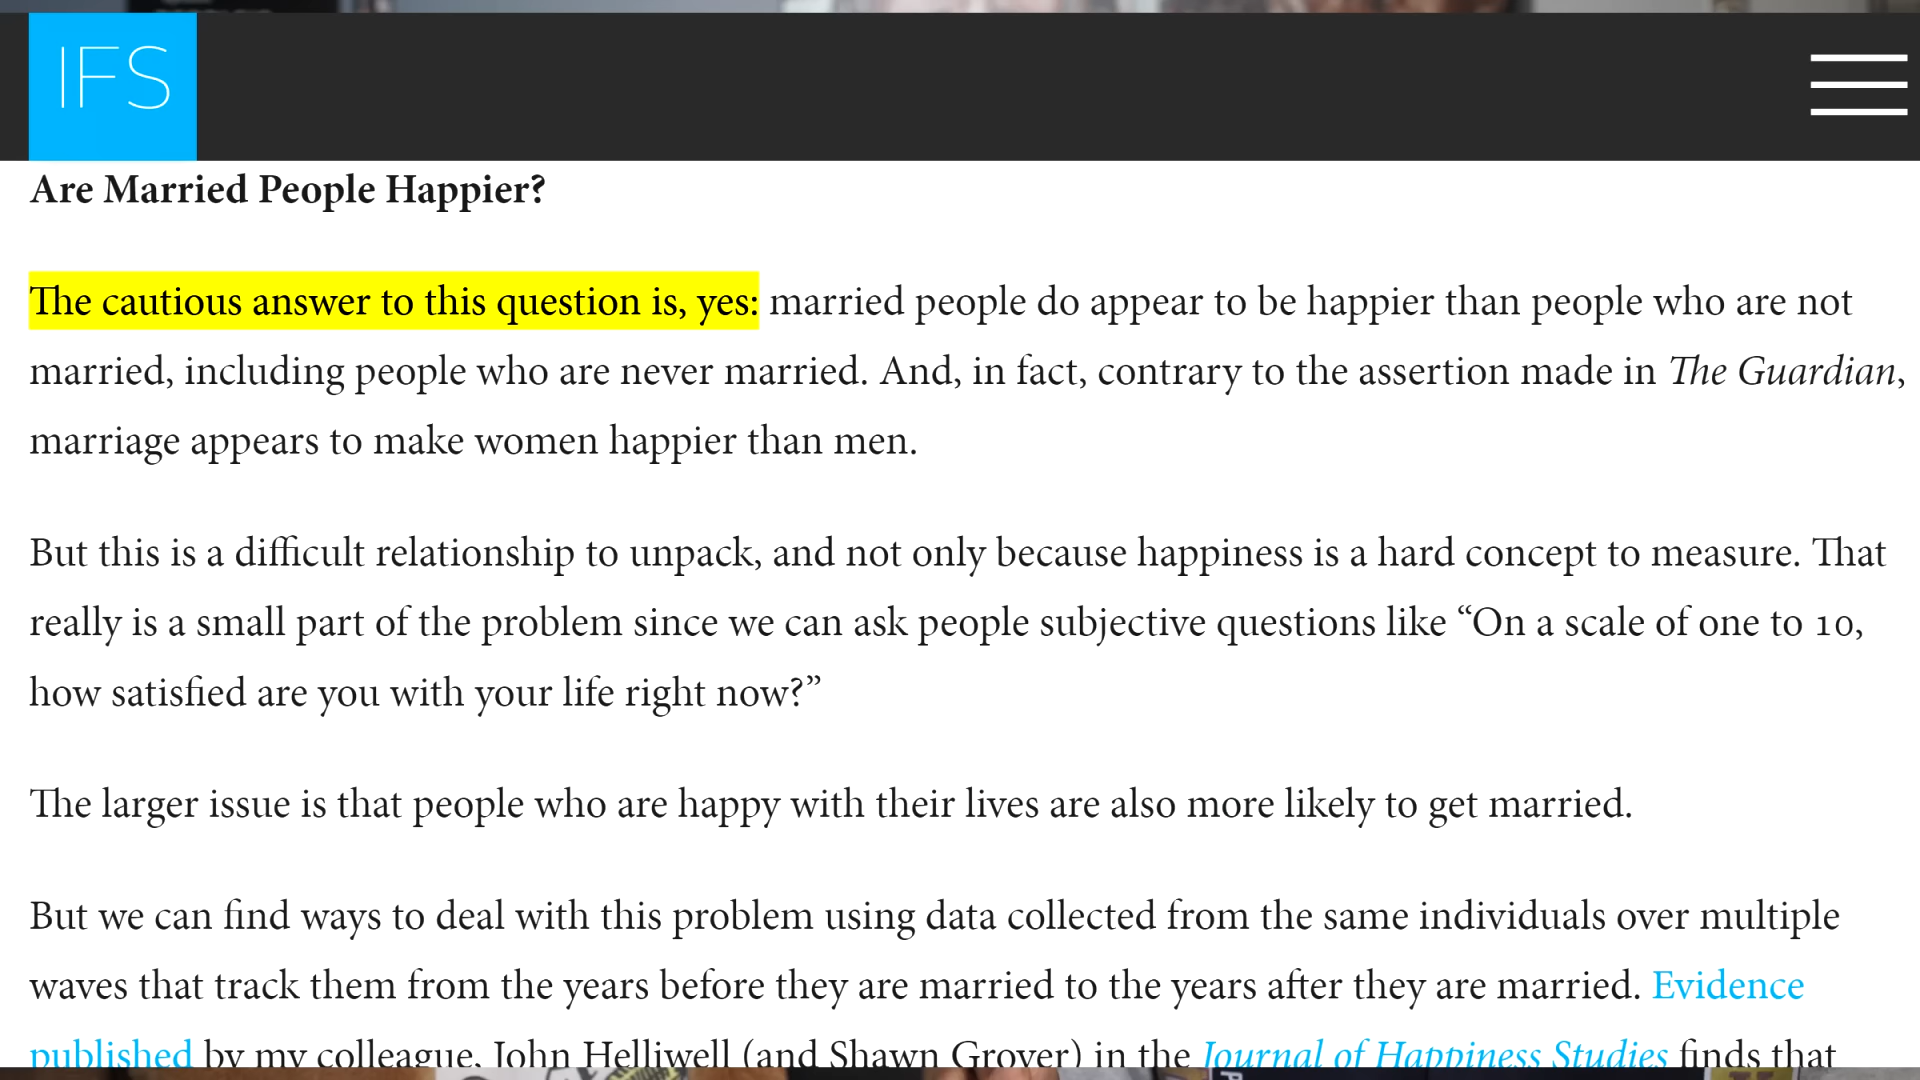 IFS
Are Married People Happier?
The cautious answer to this question is, yes: married people do appear to be happier than people who are not
married, including people who are never married. And, in fact, contrary to the assertion made in The Guardian,
marriage appears to make women happier than men.
But this is a difficult relationship to unpack, and not only because happiness is a hard concept to measure. That
really is a small part of the problem since we can ask people subjective questions like “On a scale of one to 10,
how satisfied are you with your life right now?”
The larger issue is that people who are happy with their lives are also more likely to get married.
But we can find ways to deal with this problem using data collected from the same individuals over multiple
waves that track them from the years before they are married to the years after they are married. Evidence
published by my colleague, John Helliwell (and Shawn Grover) in the Journal of Happiness Studies finds that